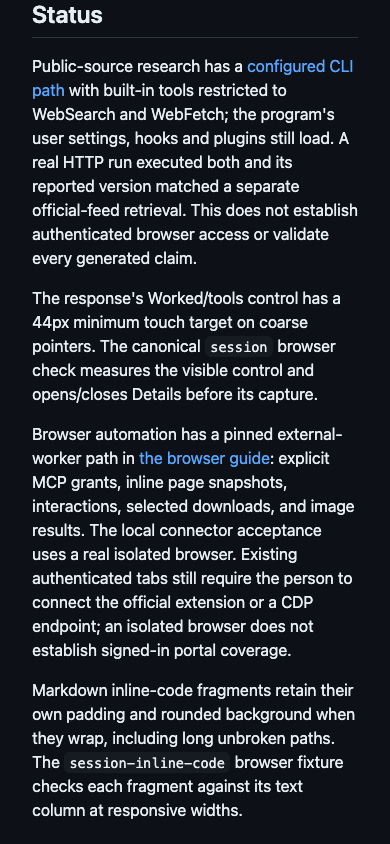 Status
Public-source research has a configured CLI
path with built-in tools restricted to
WebSearch and WebFetch; the program's
user settings, hooks and plugins still load. A
real HTTP run executed both and its
reported version matched a separate
official-feed retrieval. This does not establish
authenticated browser access or validate
every generated claim.
The response's Worked/tools control has a
44px minimum touch target on coarse
pointers. The canonical session browser
check measures the visible control and
opens/closes Details before its capture.
Browser automation has a pinned external-
worker path in the browser guide: explicit
MCP grants, inline page snapshots,
interactions, selected downloads, and image
results. The local connector acceptance
uses a real isolated browser. Existing
authenticated tabs still require the person to
connect the official extension or a CDP
endpoint; an isolated browser does not
establish signed-in portal coverage.
Markdown inline-code fragments retain their
own padding and rounded background when
they wrap, including long unbroken paths.
The session-inline-code browser fixture
checks each fragment against its text
column at responsive widths.